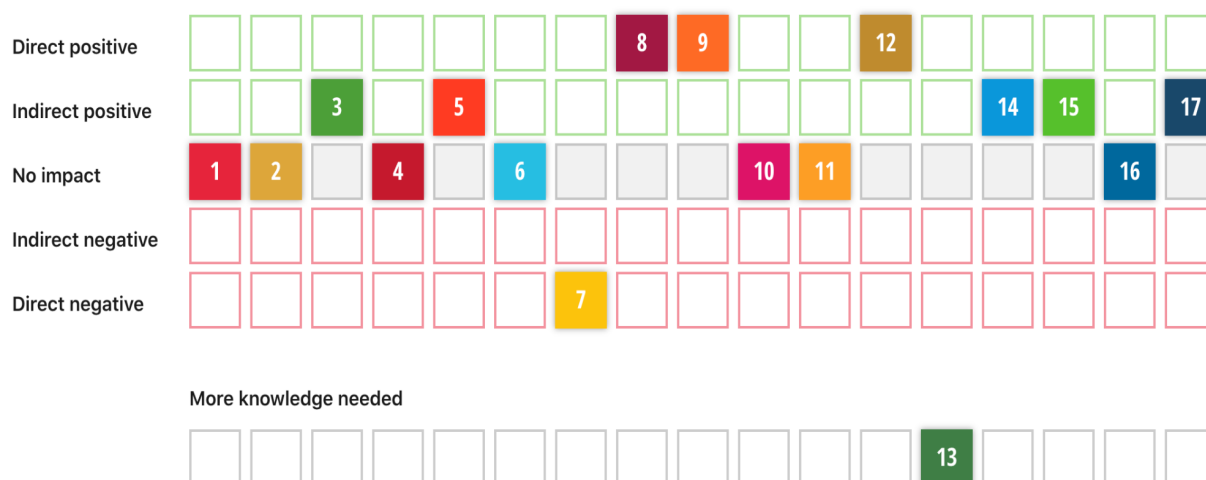 Direct positive 8 9 12
Indirect positive 3 5 14 15 17
No impact 1 2 4 6 10 11 16
Indirect negative
Direct negative 7
More knowledge needed
13